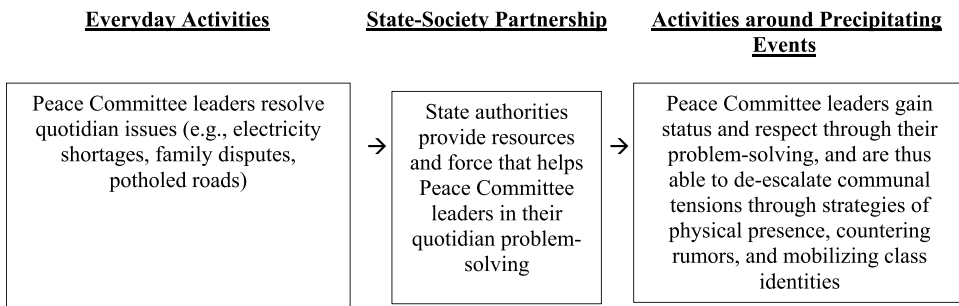 Everyday Activities
State-Society Partnership
Activities around Precipitating
Events
Peace Committee leaders resolve
quotidian issues (e.g., electricity
shortages, family disputes,
potholed roads)
→
State authorities
provide resources
and force that helps
Peace Committee
leaders in their
quotidian problem-
solving
→
Peace Committee leaders gain
status and respect through their
problem-solving, and are thus
able to de-escalate communal
tensions through strategies of
physical presence, countering
rumors, and mobilizing class
identities